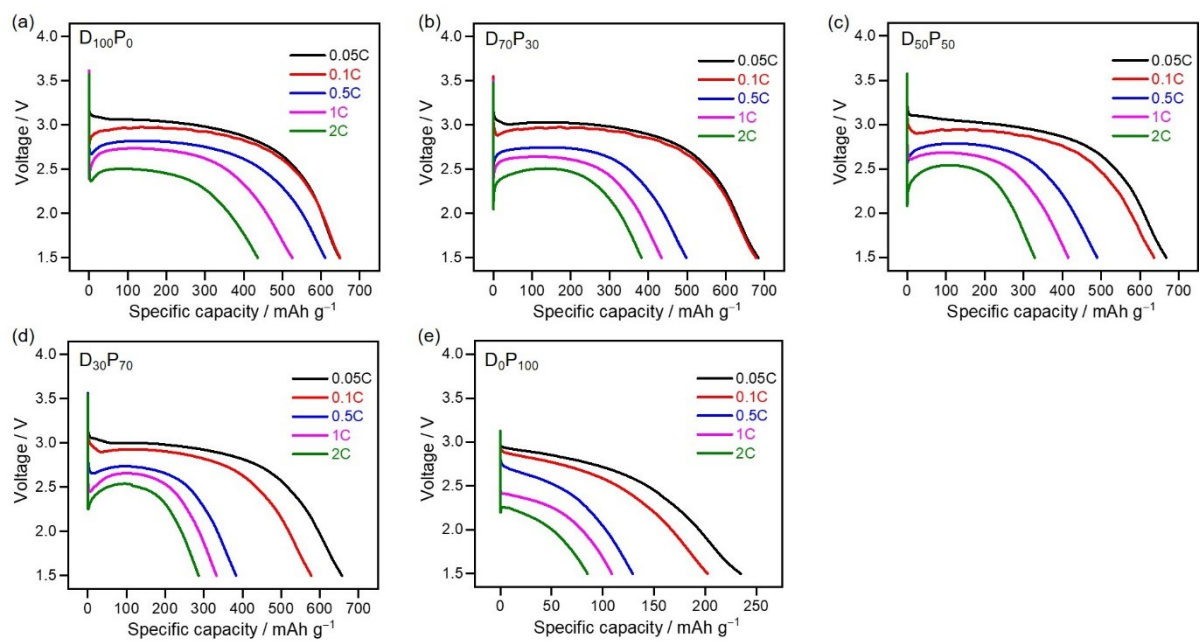 (a)
D₁₀₀P₀
0.05C
0.1C
0.5C
1C
2C
4.0
3.5
3.0
2.5
2.0
1.5
Voltage / V
0 100 200 300 400 500 600 700
Specific capacity / mAh g⁻¹
(b)
D₇₀P₃₀
0.05C
0.1C
0.5C
1C
2C
4.0
3.5
3.0
2.5
2.0
1.5
Voltage / V
0 100 200 300 400 500 600 700
Specific capacity / mAh g⁻¹
(c)
D₅₀P₅₀
0.05C
0.1C
0.5C
1C
2C
4.0
3.5
3.0
2.5
2.0
1.5
Voltage / V
0 100 200 300 400 500 600 700
Specific capacity / mAh g⁻¹
(d)
D₃₀P₇₀
0.05C
0.1C
0.5C
1C
2C
4.0
3.5
3.0
2.5
2.0
1.5
Voltage / V
0 100 200 300 400 500 600 700
Specific capacity / mAh g⁻¹
(e)
D₀P₁₀₀
0.05C
0.1C
0.5C
1C
2C
4.0
3.5
3.0
2.5
2.0
1.5
Voltage / V
0 50 100 150 200 250
Specific capacity / mAh g⁻¹